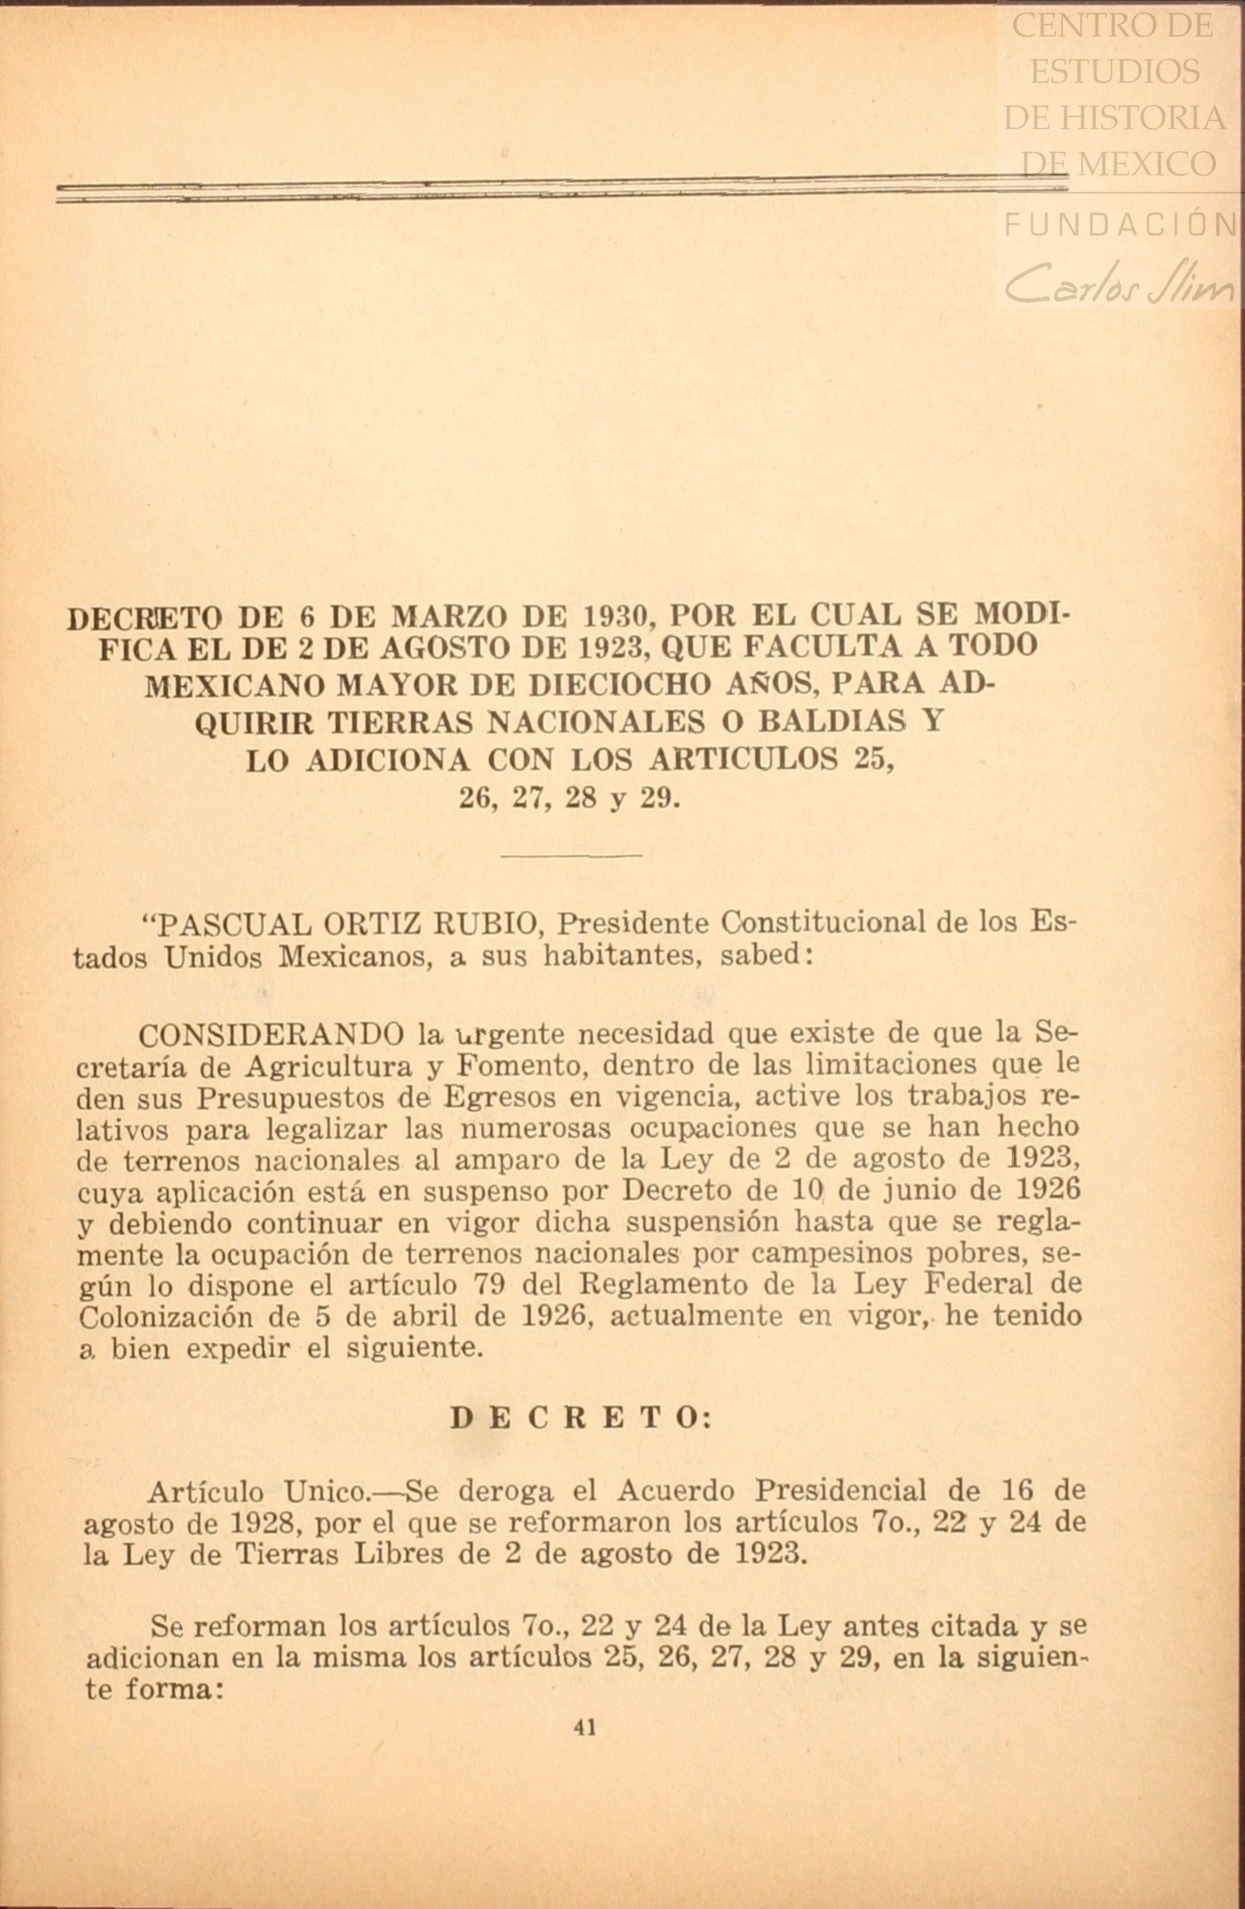 CENTRO DE
ESTUDIOS
DE HISTORIA
DE MEXICO
FUNDACIÓN
Carlos Slim
DECRETO DE 6 DE MARZO DE 1930, POR EL CUAL SE MODI-
FICA EL DE 2 DE AGOSTO DE 1923, QUE FACULTA A TODO
MEXICANO MAYOR DE DIECIOCHO AÑOS, PARA AD-
QUIRIR TIERRAS NACIONALES O BALDIAS Y
LO ADICIONA CON LOS ARTICULOS 25,
26, 27, 28 y 29.
“PASCUAL ORTIZ RUBIO, Presidente Constitucional de los Es-
tados Unidos Mexicanos, a sus habitantes, sabed:
CONSIDERANDO la urgente necesidad que existe de que la Se-
cretaría de Agricultura y Fomento, dentro de las limitaciones que le
den sus Presupuestos de Egresos en vigencia, active los trabajos re-
lativos para legalizar las numerosas ocupaciones que se han hecho
de terrenos nacionales al amparo de la Ley de 2 de agosto de 1923,
cuya aplicación está en suspenso por Decreto de 10 de junio de 1926
y debiendo continuar en vigor dicha suspensión hasta que se regla-
mente la ocupación de terrenos nacionales por campesinos pobres, se-
gún lo dispone el artículo 79 del Reglamento de la Ley Federal de
Colonización de 5 de abril de 1926, actualmente en vigor, he tenido
a bien expedir el siguiente.
D E C R E T O:
Artículo Unico.—Se deroga el Acuerdo Presidencial de 16 de
agosto de 1928, por el que se reformaron los artículos 7o., 22 y 24 de
la Ley de Tierras Libres de 2 de agosto de 1923.
Se reforman los artículos 7o., 22 y 24 de la Ley antes citada y se
adicionan en la misma los artículos 25, 26, 27, 28 y 29, en la siguien-
te forma:
41